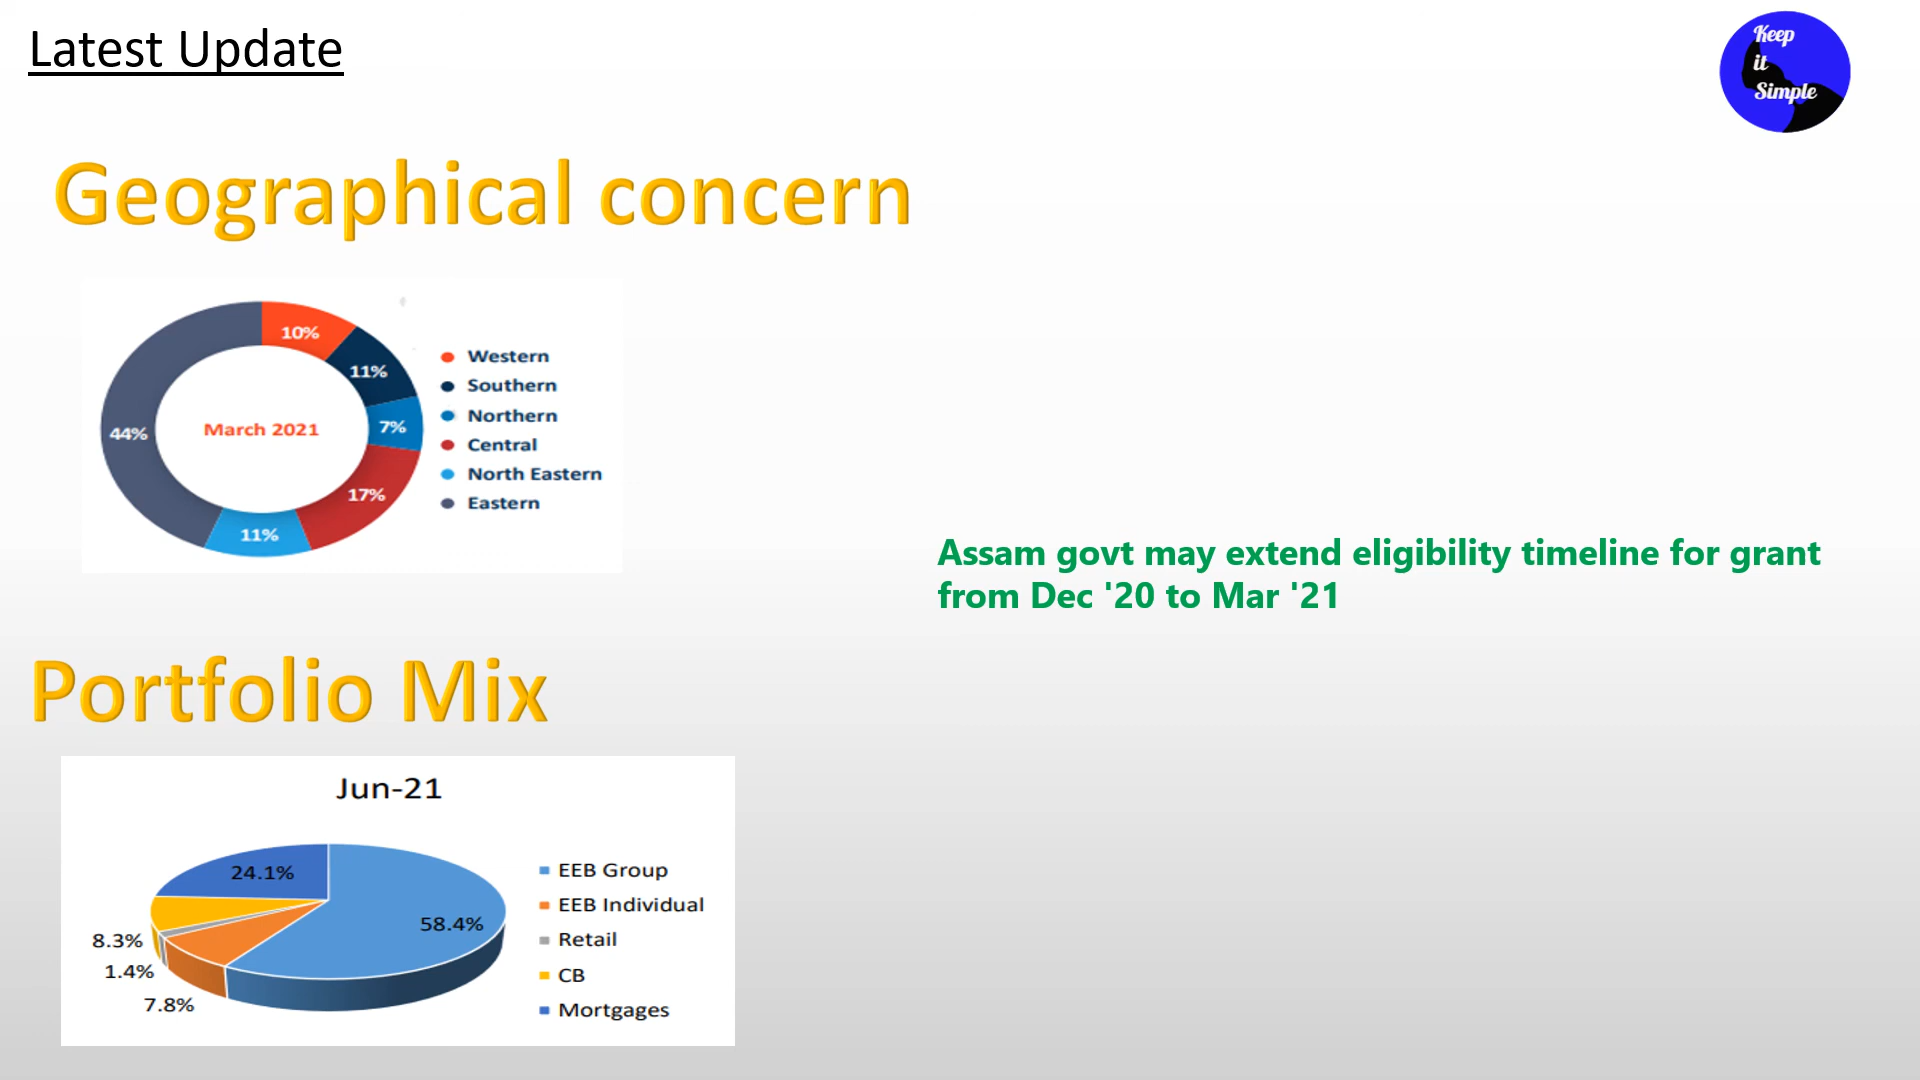 Latest Update
Keep
it
Simple
Geographical concern
10%
11%
7%
17%
11%
44%
March 2021
Western
Southern
Northern
Central
North Eastern
Eastern
Assam govt may extend eligibility timeline for grant
from Dec '20 to Mar '21
Portfolio Mix
Jun-21
24.1%
58.4%
8.3%
1.4%
7.8%
EEB Group
EEB Individual
Retail
CB
Mortgages